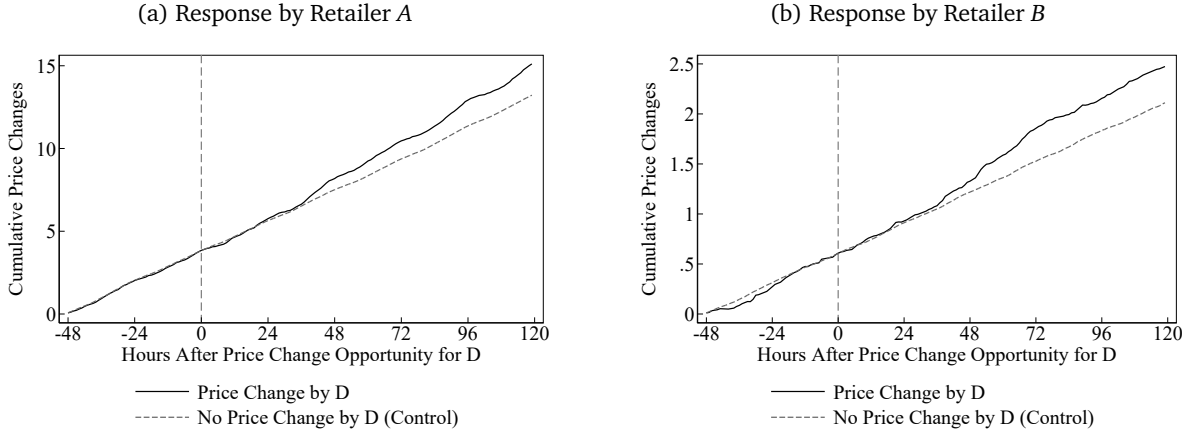 (a) Response by Retailer A
15
10
5
0
Cumulative Price Changes
-48 -24 0 24 48 72 96 120
Hours After Price Change Opportunity for D
Price Change by D
No Price Change by D (Control)
(b) Response by Retailer B
2.5
2
1.5
1
.5
0
Cumulative Price Changes
-48 -24 0 24 48 72 96 120
Hours After Price Change Opportunity for D
Price Change by D
No Price Change by D (Control)